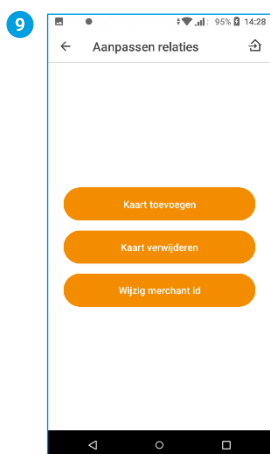 9
95% 14:28
Aanpassen relaties
Kaart toevoegen
Kaart verwijderen
Wijzig merchant id